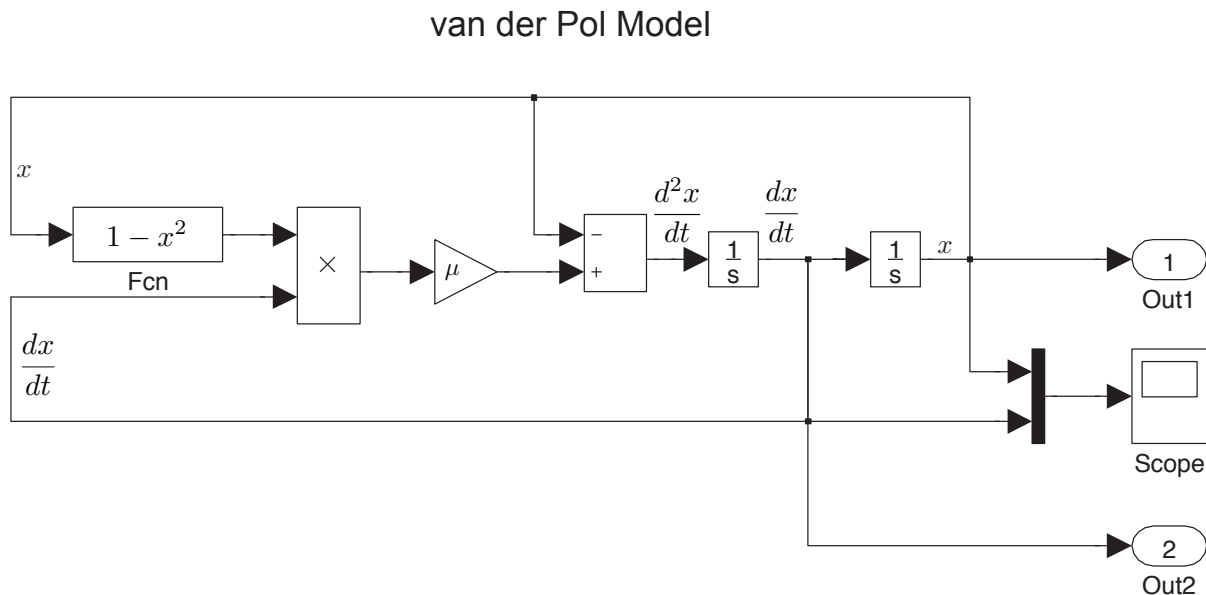 van der Pol Model
x
1 − x²
Fcn
×
μ
−
+
d²x
dt
1
s
dx
dt
1
s
x
1
Out1
dx
dt
Scope
2
Out2